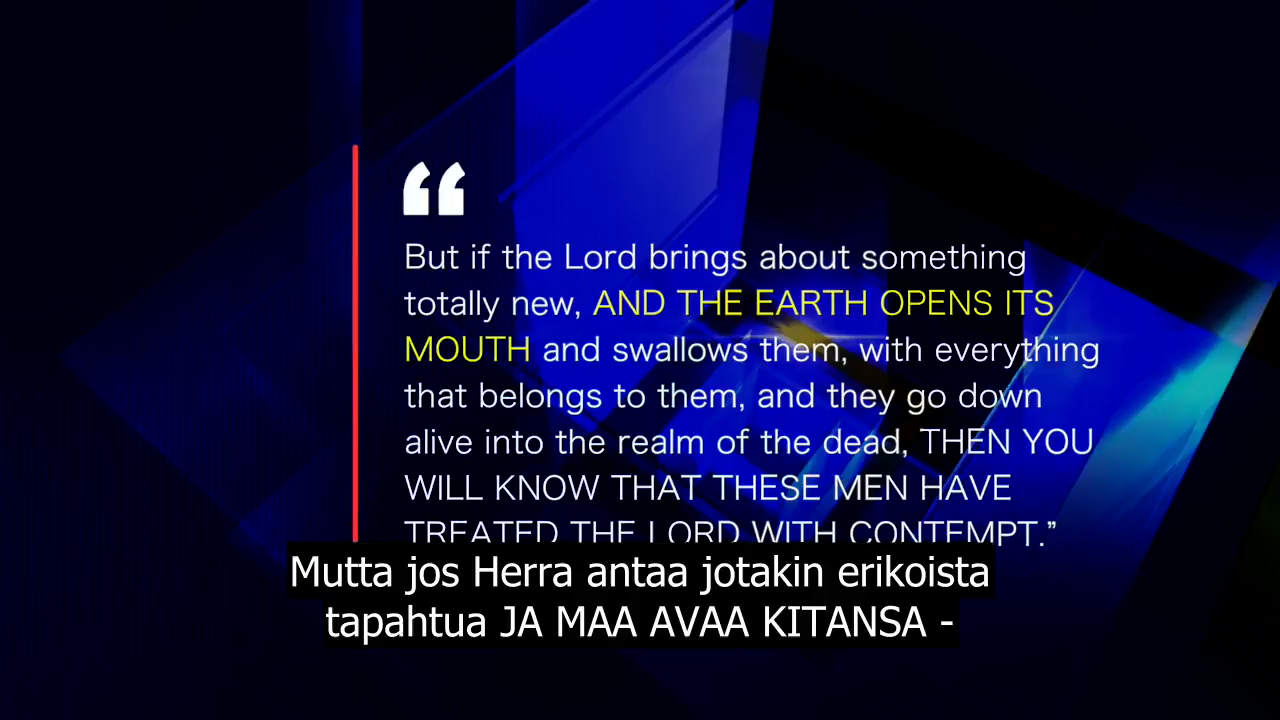 “
But if the Lord brings about something
totally new, AND THE EARTH OPENS ITS
MOUTH and swallows them, with everything
that belongs to them, and they go down
alive into the realm of the dead, THEN YOU
WILL KNOW THAT THESE MEN HAVE
TREATED THE LORD WITH CONTEMPT.”
Mutta jos Herra antaa jotakin erikoista
tapahtua JA MAA AVAA KITANSA -